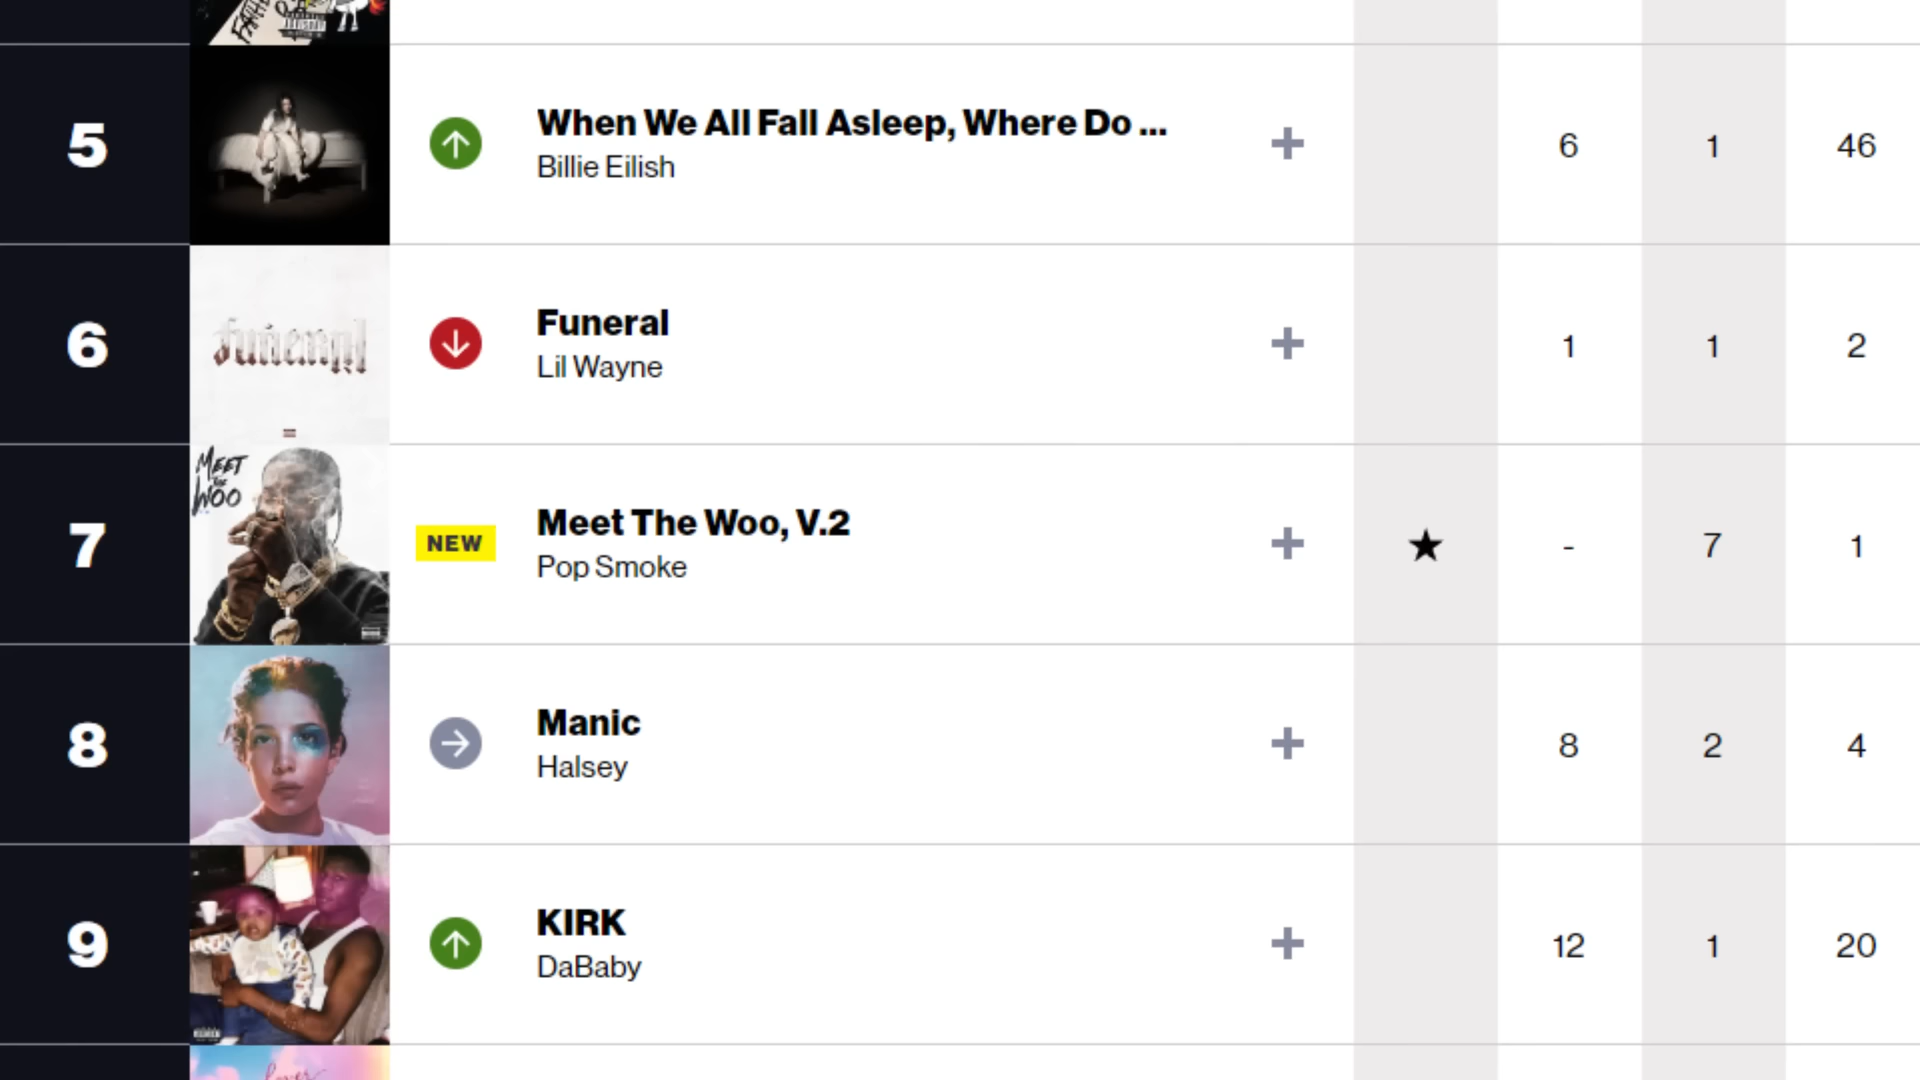 5
When We All Fall Asleep, Where Do ...
Billie Eilish
+
6
1
46
6
funeral
Funeral
Lil Wayne
+
1
1
2
7
MEET
THE
WOO
NEW
Meet The Woo, V.2
Pop Smoke
+
★
-
7
1
8
Manic
Halsey
+
8
2
4
9
KIRK
DaBaby
+
12
1
20
Lover